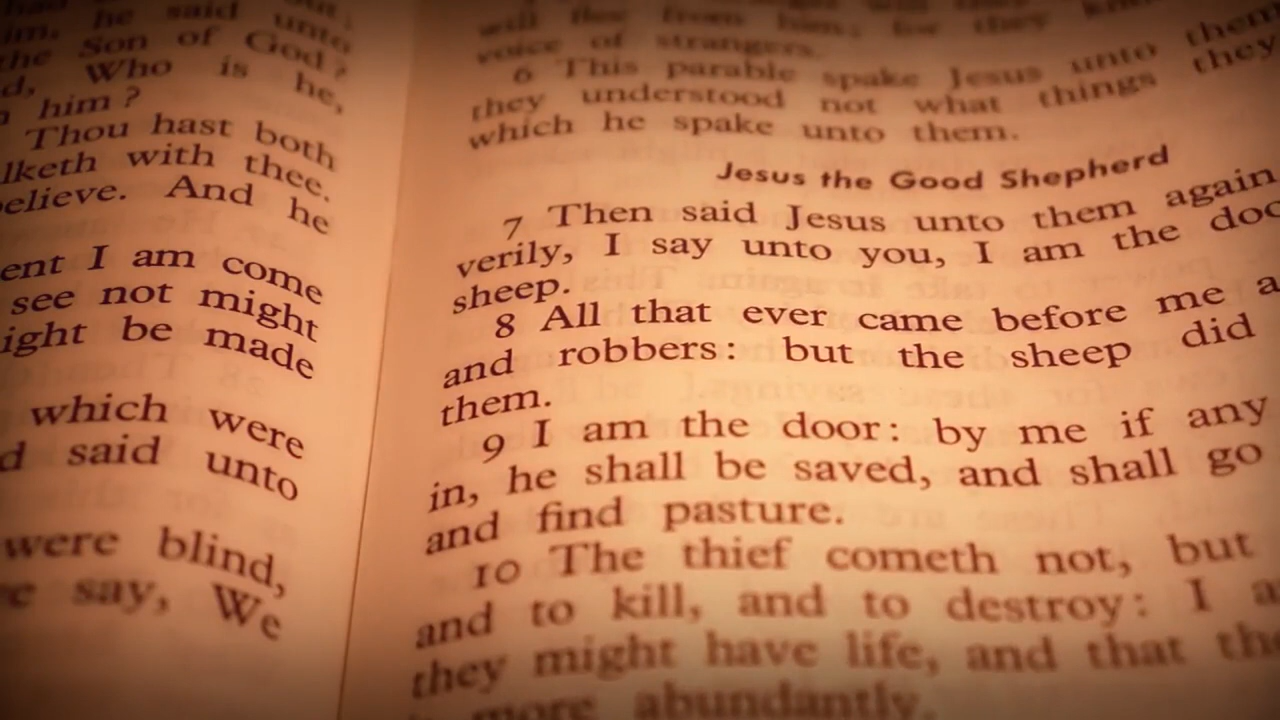 he said unto
the Son of God?
Who is he,
him?
Thou hast both
lketh with thee.
elieve. And he
ent I am come
see not might
ight be made
which were
d said unto
were blind,
say, We
will flee from him; for they
voice of strangers.
6 This parable spake Jesus unto them
they understood not what things they
which he spake unto them.
Jesus the Good Shepherd
7 Then said Jesus unto them again
verily, I say unto you, I am the doo
sheep.
8 All that ever came before me a
and robbers: but the sheep did
them.
9 I am the door: by me if any
in, he shall be saved, and shall go
and find pasture.
10 The thief cometh not, but
and to kill, and to destroy: I a
they might have life, and that the
more abundantly.